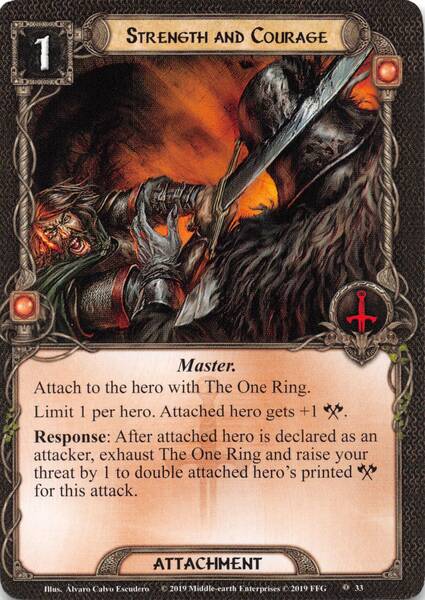 1
STRENGTH AND COURAGE
Master.
Attach to the hero with The One Ring.
Limit 1 per hero. Attached hero gets +1 .
Response: After attached hero is declared as an
attacker, exhaust The One Ring and raise your
threat by 1 to double attached hero's printed
for this attack.
ATTACHMENT
Illus. Álvaro Calvo Escudero © 2019 Middle-earth Enterprises © 2019 FFG 33